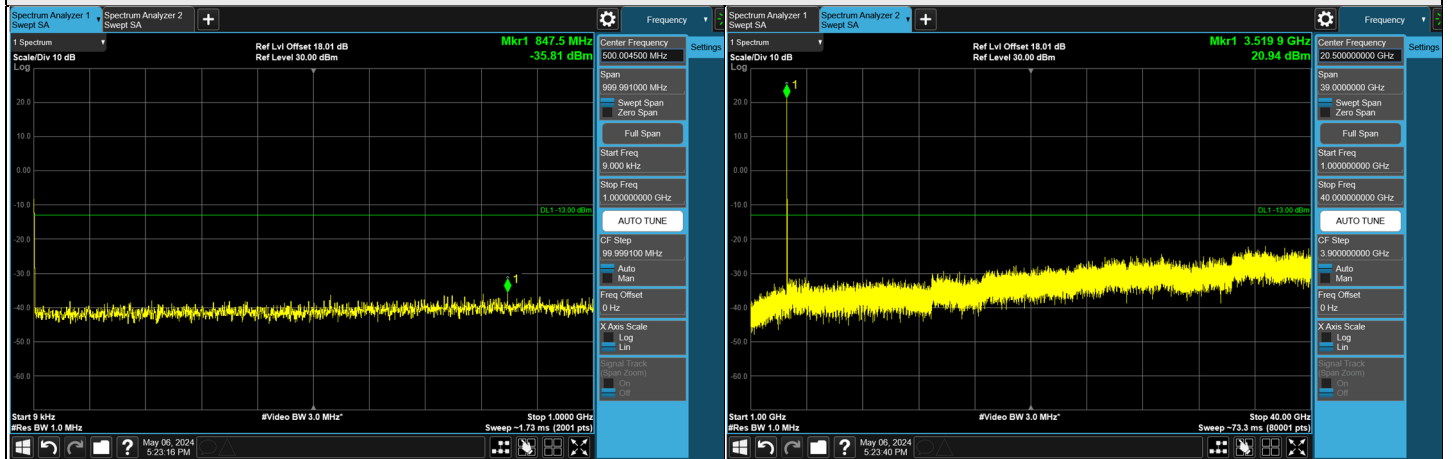 Spectrum Analyzer 1
Swept SA
Spectrum Analyzer 2
Swept SA
+
Frequency
1 Spectrum
Scale/Div 10 dB
Log
Ref Lvl Offset 18.01 dB
Ref Level 30.00 dBm
Mkr1 847.5 MHz
-35.81 dBm
20.0
10.0
0.00
-10.0
-20.0
-30.0
-40.0
-50.0
-60.0
DL1 -13.00 dBm
1
Start 9 kHz
#Res BW 1.0 MHz
#Video BW 3.0 MHz*
Stop 1.0000 GHz
Sweep ~1.73 ms (2001 pts)
Center Frequency
500.004500 MHz
Settings
Span
999.991000 MHz
Swept Span
Zero Span
Full Span
Start Freq
9.000 kHz
Stop Freq
1.000000000 GHz
AUTO TUNE
CF Step
99.999100 MHz
Auto
Man
Freq Offset
0 Hz
X Axis Scale
Log
Lin
Signal Track
(Span Zoom)
On
Off
?
May 06, 2024
5:23:16 PM
Spectrum Analyzer 1
Swept SA
Spectrum Analyzer 2
Swept SA
+
Frequency
1 Spectrum
Scale/Div 10 dB
Log
Ref Lvl Offset 18.01 dB
Ref Level 30.00 dBm
Mkr1 3.519 9 GHz
20.94 dBm
1
20.0
10.0
0.00
-10.0
-20.0
-30.0
-40.0
-50.0
-60.0
DL1 -13.00 dBm
Start 1.00 GHz
#Res BW 1.0 MHz
#Video BW 3.0 MHz*
Stop 40.00 GHz
Sweep ~73.3 ms (80001 pts)
Center Frequency
20.500000000 GHz
Settings
Span
39.0000000 GHz
Swept Span
Zero Span
Full Span
Start Freq
1.000000000 GHz
Stop Freq
40.000000000 GHz
AUTO TUNE
CF Step
3.900000000 GHz
Auto
Man
Freq Offset
0 Hz
X Axis Scale
Log
Lin
Signal Track
(Span Zoom)
On
Off
?
May 06, 2024
5:23:40 PM